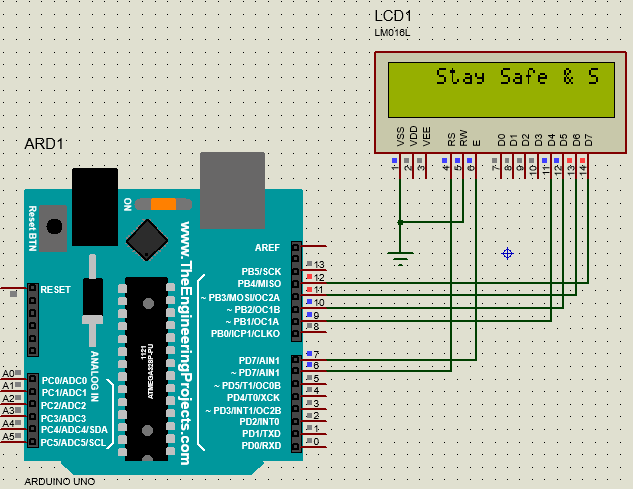 LCD1
LM016L
Stay Safe & S
VSS
VDD
VEE
RS
RW
E
D0
D1
D2
D3
D4
D5
D6
D7
1
2
3
4
5
6
7
8
9
10
11
12
13
14
ARD1
Reset BTN
ON
www.TheEngineeringProjects.com
ANALOG IN
1121
ATMEGA328P-PU
RESET
AREF
PB5/SCK 13
PB4/MISO 12
~ PB3/MOSI/OC2A 11
~ PB2/OC1B 10
~ PB1/OC1A 9
PB0/ICP1/CLKO 8
PD7/AIN1 7
~ PD7/AIN1 6
~ PD5/T1/OC0B 5
PD4/T0/XCK 4
~ PD3/INT1/OC2B 3
PD2/INT0 2
PD1/TXD 1
PD0/RXD 0
A0 PC0/ADC0
A1 PC1/ADC1
A2 PC2/ADC2
A3 PC3/ADC3
A4 PC4/ADC4/SDA
A5 PC5/ADC5/SCL
ARDUINO UNO